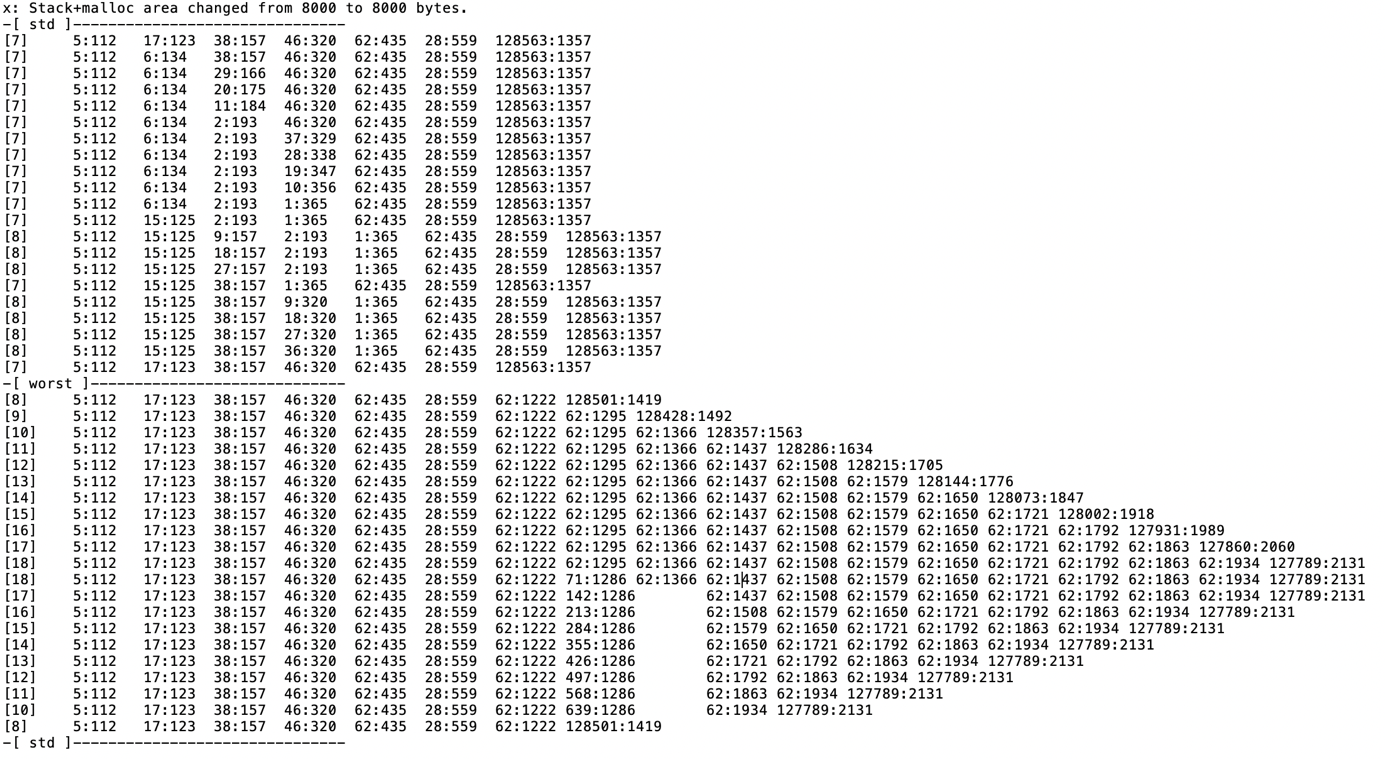 x: Stack+malloc area changed from 8000 to 8000 bytes.
-[ std ]-------------------------------
[7]     5:112   17:123  38:157  46:320  62:435  28:559  128563:1357
[7]     5:112   6:134   38:157  46:320  62:435  28:559  128563:1357
[7]     5:112   6:134   29:166  46:320  62:435  28:559  128563:1357
[7]     5:112   6:134   20:175  46:320  62:435  28:559  128563:1357
[7]     5:112   6:134   11:184  46:320  62:435  28:559  128563:1357
[7]     5:112   6:134   2:193   46:320  62:435  28:559  128563:1357
[7]     5:112   6:134   2:193   37:329  62:435  28:559  128563:1357
[7]     5:112   6:134   2:193   28:338  62:435  28:559  128563:1357
[7]     5:112   6:134   2:193   19:347  62:435  28:559  128563:1357
[7]     5:112   6:134   2:193   10:356  62:435  28:559  128563:1357
[7]     5:112   6:134   2:193   1:365   62:435  28:559  128563:1357
[7]     5:112   15:125  2:193   1:365   62:435  28:559  128563:1357
[8]     5:112   15:125  9:157   2:193   1:365   62:435  28:559  128563:1357
[8]     5:112   15:125  18:157  2:193   1:365   62:435  28:559  128563:1357
[8]     5:112   15:125  27:157  2:193   1:365   62:435  28:559  128563:1357
[7]     5:112   15:125  38:157  1:365   62:435  28:559  128563:1357
[8]     5:112   15:125  38:157  9:320   1:365   62:435  28:559  128563:1357
[8]     5:112   15:125  38:157  18:320  1:365   62:435  28:559  128563:1357
[8]     5:112   15:125  38:157  27:320  1:365   62:435  28:559  128563:1357
[8]     5:112   15:125  38:157  36:320  1:365   62:435  28:559  128563:1357
[7]     5:112   17:123  38:157  46:320  62:435  28:559  128563:1357
-[ worst ]-----------------------------
[8]     5:112   17:123  38:157  46:320  62:435  28:559  62:1222 128501:1419
[9]     5:112   17:123  38:157  46:320  62:435  28:559  62:1222 62:1295 128428:1492
[10]    5:112   17:123  38:157  46:320  62:435  28:559  62:1222 62:1295 62:1366 128357:1563
[11]    5:112   17:123  38:157  46:320  62:435  28:559  62:1222 62:1295 62:1366 62:1437 128286:1634
[12]    5:112   17:123  38:157  46:320  62:435  28:559  62:1222 62:1295 62:1366 62:1437 62:1508 128215:1705
[13]    5:112   17:123  38:157  46:320  62:435  28:559  62:1222 62:1295 62:1366 62:1437 62:1508 62:1579 128144:1776
[14]    5:112   17:123  38:157  46:320  62:435  28:559  62:1222 62:1295 62:1366 62:1437 62:1508 62:1579 62:1650 128073:1847
[15]    5:112   17:123  38:157  46:320  62:435  28:559  62:1222 62:1295 62:1366 62:1437 62:1508 62:1579 62:1650 62:1721 128002:1918
[16]    5:112   17:123  38:157  46:320  62:435  28:559  62:1222 62:1295 62:1366 62:1437 62:1508 62:1579 62:1650 62:1721 62:1792 127931:1989
[17]    5:112   17:123  38:157  46:320  62:435  28:559  62:1222 62:1295 62:1366 62:1437 62:1508 62:1579 62:1650 62:1721 62:1792 62:1863 127860:2060
[18]    5:112   17:123  38:157  46:320  62:435  28:559  62:1222 62:1295 62:1366 62:1437 62:1508 62:1579 62:1650 62:1721 62:1792 62:1863 62:1934 127789:2131
[18]    5:112   17:123  38:157  46:320  62:435  28:559  62:1222 71:1286 62:1366 62:1437 62:1508 62:1579 62:1650 62:1721 62:1792 62:1863 62:1934 127789:2131
[17]    5:112   17:123  38:157  46:320  62:435  28:559  62:1222 142:1286        62:1437 62:1508 62:1579 62:1650 62:1721 62:1792 62:1863 62:1934 127789:2131
[16]    5:112   17:123  38:157  46:320  62:435  28:559  62:1222 213:1286        62:1508 62:1579 62:1650 62:1721 62:1792 62:1863 62:1934 127789:2131
[15]    5:112   17:123  38:157  46:320  62:435  28:559  62:1222 284:1286        62:1579 62:1650 62:1721 62:1792 62:1863 62:1934 127789:2131
[14]    5:112   17:123  38:157  46:320  62:435  28:559  62:1222 355:1286        62:1650 62:1721 62:1792 62:1863 62:1934 127789:2131
[13]    5:112   17:123  38:157  46:320  62:435  28:559  62:1222 426:1286        62:1721 62:1792 62:1863 62:1934 127789:2131
[12]    5:112   17:123  38:157  46:320  62:435  28:559  62:1222 497:1286        62:1792 62:1863 62:1934 127789:2131
[11]    5:112   17:123  38:157  46:320  62:435  28:559  62:1222 568:1286        62:1863 62:1934 127789:2131
[10]    5:112   17:123  38:157  46:320  62:435  28:559  62:1222 639:1286        62:1934 127789:2131
[8]     5:112   17:123  38:157  46:320  62:435  28:559  62:1222 128501:1419
-[ std ]-------------------------------